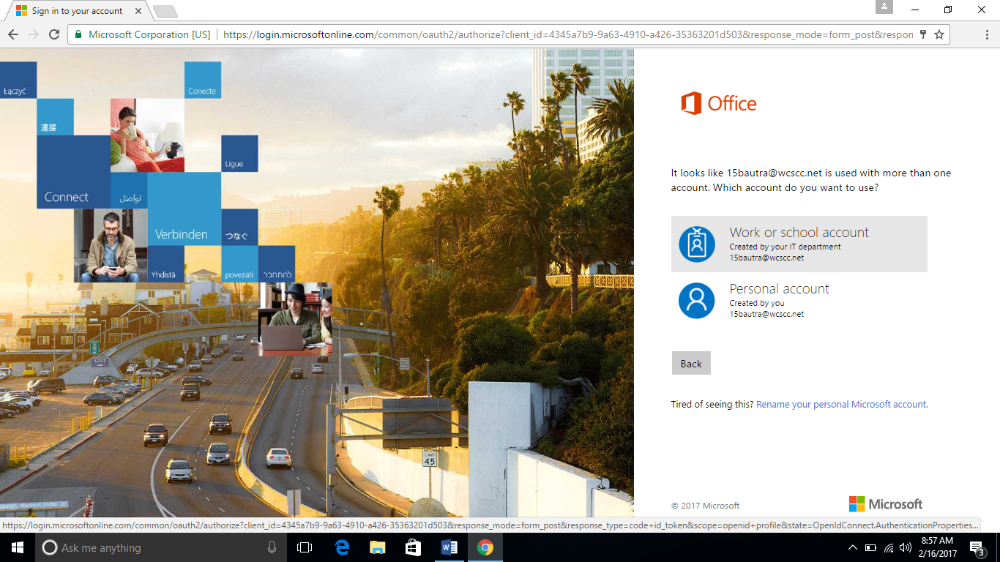 Sign in to your account
Microsoft Corporation [US]
https://login.microsoftonline.com/common/oauth2/authorize?client_id=4345a7b9-9a63-4910-a426-35363201d503&response_mode=form_post&respon
Łączyć
Conecte
連接
Ligue
Connect
تواصَل
Verbinden
つなぐ
Yhdistä
povezati
להתחבר
EXIT
LIMIT
45
Office
It looks like 15bautra@wcscc.net is used with more than one
account. Which account do you want to use?
Work or school account
Created by your IT department
15bautra@wcscc.net
Personal account
Created by you
15bautra@wcscc.net
Back
Tired of seeing this? Rename your personal Microsoft account.
© 2017 Microsoft
Microsoft
https://login.microsoftonline.com/common/oauth2/authorize?client_id=4345a7b9-9a63-4910-a426-35363201d503&response_mode=form_post&response_type=code+id_token&scope=openid+profile&state=OpenIdConnect.AuthenticationProperties...
Ask me anything
8:57 AM
2/16/2017
3